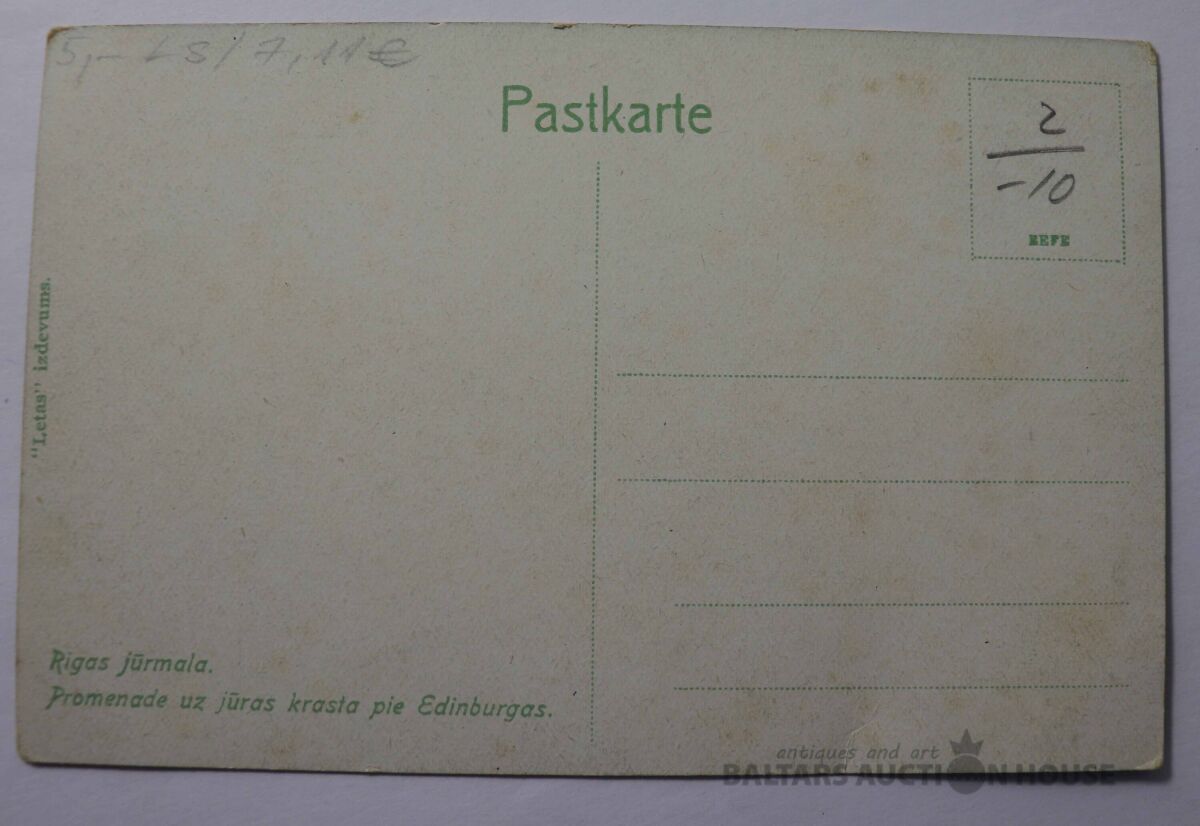 5,- LS / 7,11€
Pastkarte
2
-10
EEFE
"Letas" izdevums.
Rigas jūrmala.
Promenade uz jūras krasta pie Edinburgas.
antiques and art
BALTARS AUCTION HOUSE